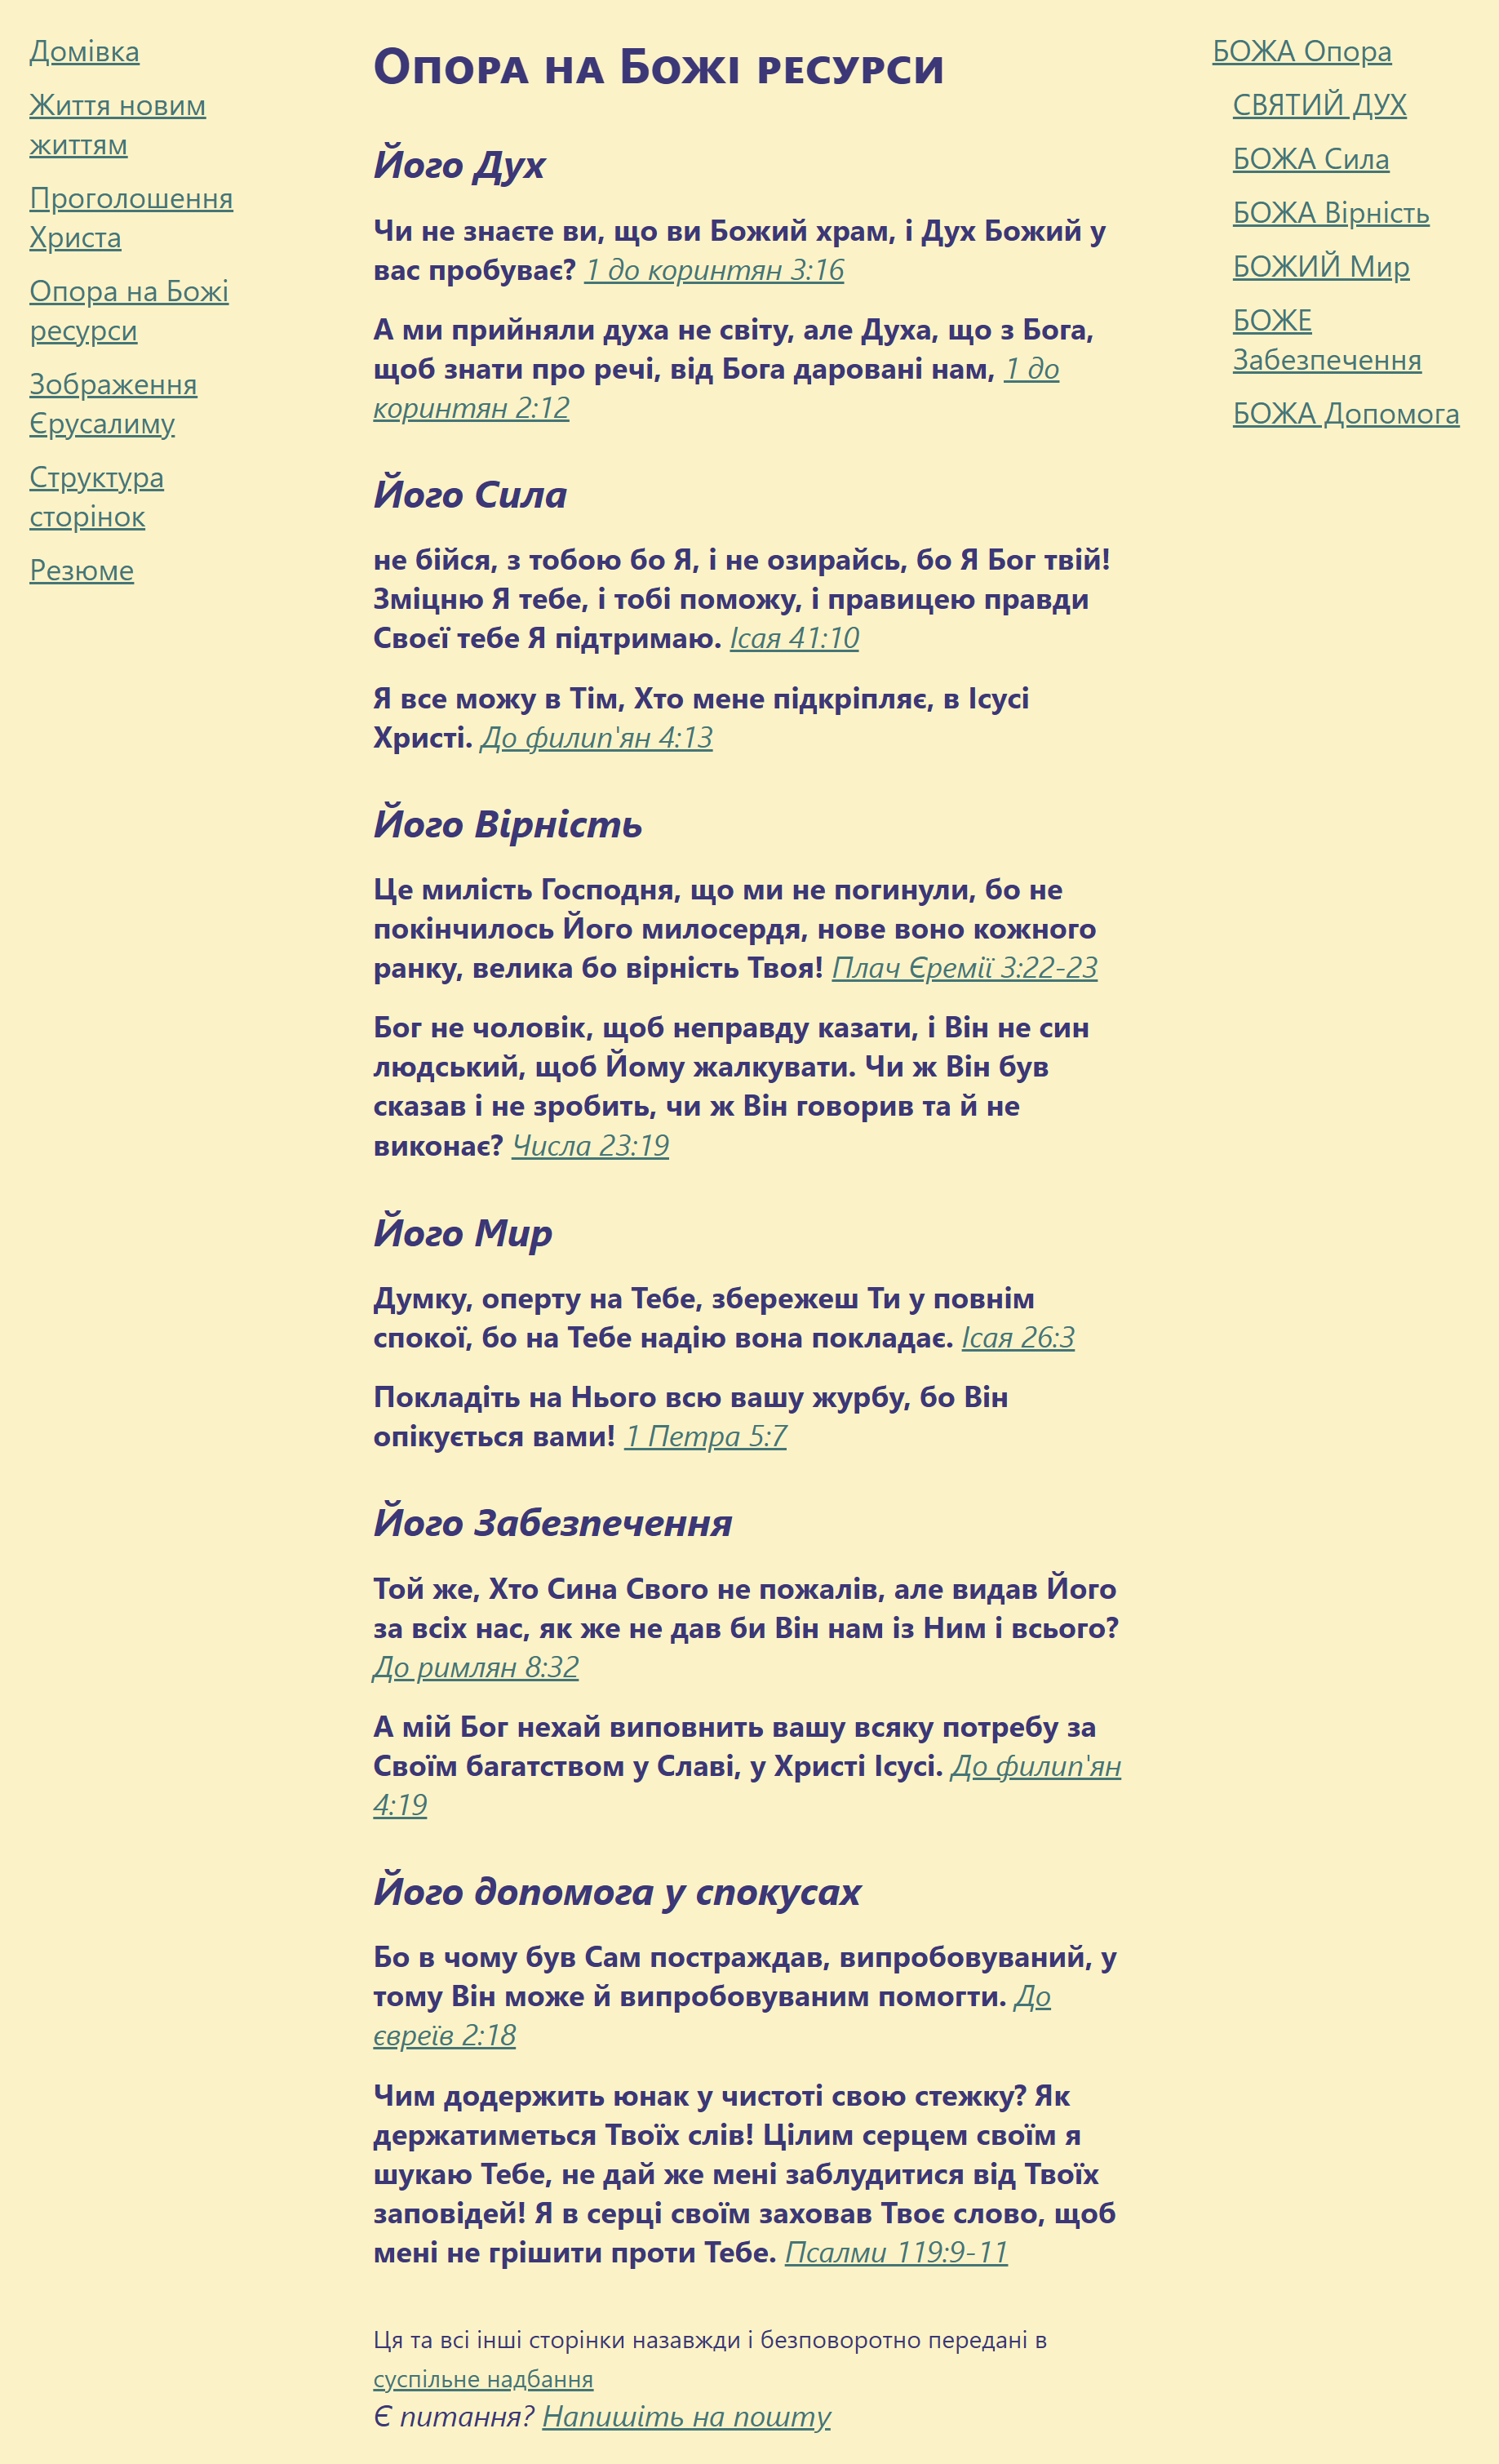 Домівка
Життя новим
життям
Проголошення
Христа
Опора на Божі
ресурси
Зображення
Єрусалиму
Структура
сторінок
Резюме
Опора на Божі ресурси
Його Дух
Чи не знаєте ви, що ви Божий храм, і Дух Божий у
вас пробуває? 1 до коринтян 3:16
А ми прийняли духа не світу, але Духа, що з Бога,
щоб знати про речі, від Бога даровані нам, 1 до
коринтян 2:12
Його Сила
не бійся, з тобою бо Я, і не озирайсь, бо Я Бог твій!
Зміцню Я тебе, і тобі поможу, і правицею правди
Своєї тебе Я підтримаю. Ісая 41:10
Я все можу в Тім, Хто мене підкріпляє, в Ісусі
Христі. До филип'ян 4:13
Його Вірність
Це милість Господня, що ми не погинули, бо не
покінчилось Його милосердя, нове воно кожного
ранку, велика бо вірність Твоя! Плач Єремії 3:22-23
Бог не чоловік, щоб неправду казати, і Він не син
людський, щоб Йому жалкувати. Чи ж Він був
сказав і не зробить, чи ж Він говорив та й не
виконає? Числа 23:19
Його Мир
Думку, оперту на Тебе, збережеш Ти у повнім
спокої, бо на Тебе надію вона покладає. Ісая 26:3
Покладіть на Нього всю вашу журбу, бо Він
опікується вами! 1 Петра 5:7
Його Забезпечення
Той же, Хто Сина Свого не пожалів, але видав Його
за всіх нас, як же не дав би Він нам із Ним і всього?
До римлян 8:32
А мій Бог нехай виповнить вашу всяку потребу за
Своїм багатством у Славі, у Христі Ісусі. До филип'ян
4:19
Його допомога у спокусах
Бо в чому був Сам постраждав, випробовуваний, у
тому Він може й випробовуваним помогти. До
євреїв 2:18
Чим додержить юнак у чистоті свою стежку? Як
держатиметься Твоїх слів! Цілим серцем своїм я
шукаю Тебе, не дай же мені заблудитися від Твоїх
заповідей! Я в серці своїм заховав Твоє слово, щоб
мені не грішити проти Тебе. Псалми 119:9-11
Ця та всі інші сторінки назавжди і безповоротно передані в
суспільне надбання
Є питання? Напишіть на пошту
БОЖА Опора
СВЯТИЙ ДУХ
БОЖА Сила
БОЖА Вірність
БОЖИЙ Мир
БОЖЕ
Забезпечення
БОЖА Допомога